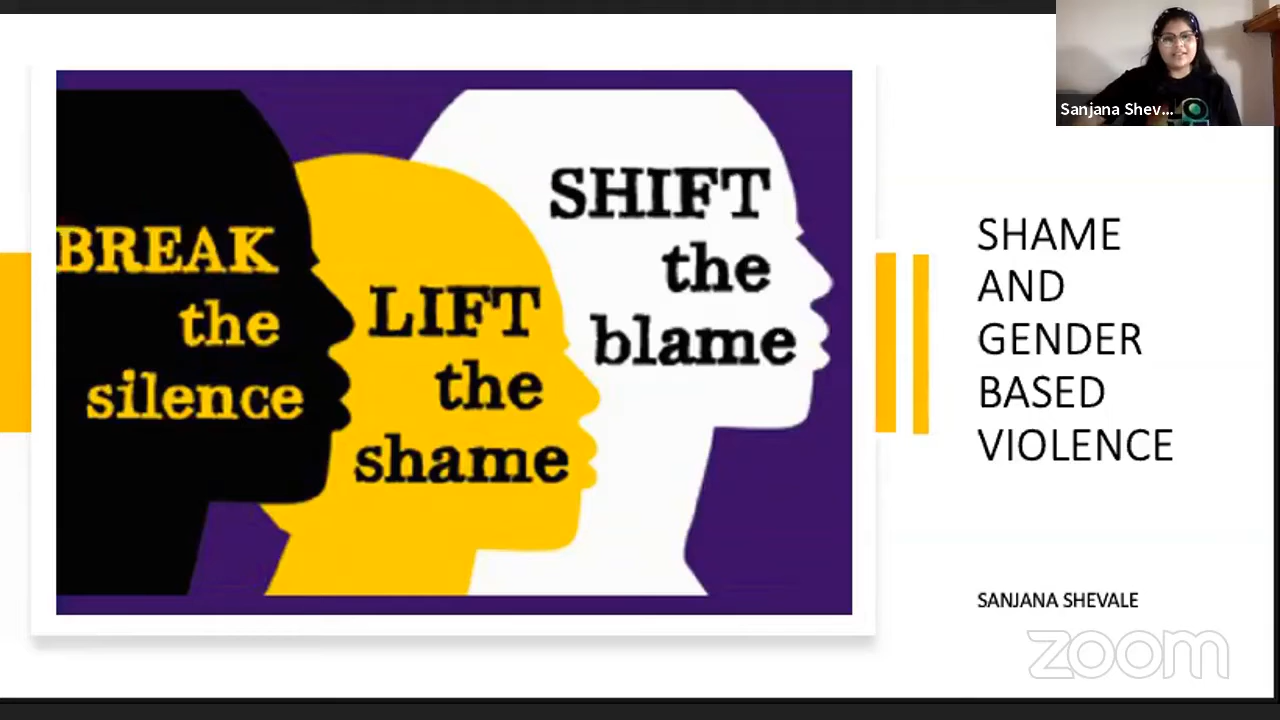 Sanjana Shev...
BREAK
the
silence
LIFT
the
shame
SHIFT
the
blame
SHAME
AND
GENDER
BASED
VIOLENCE
SANJANA SHEVALE
zoom